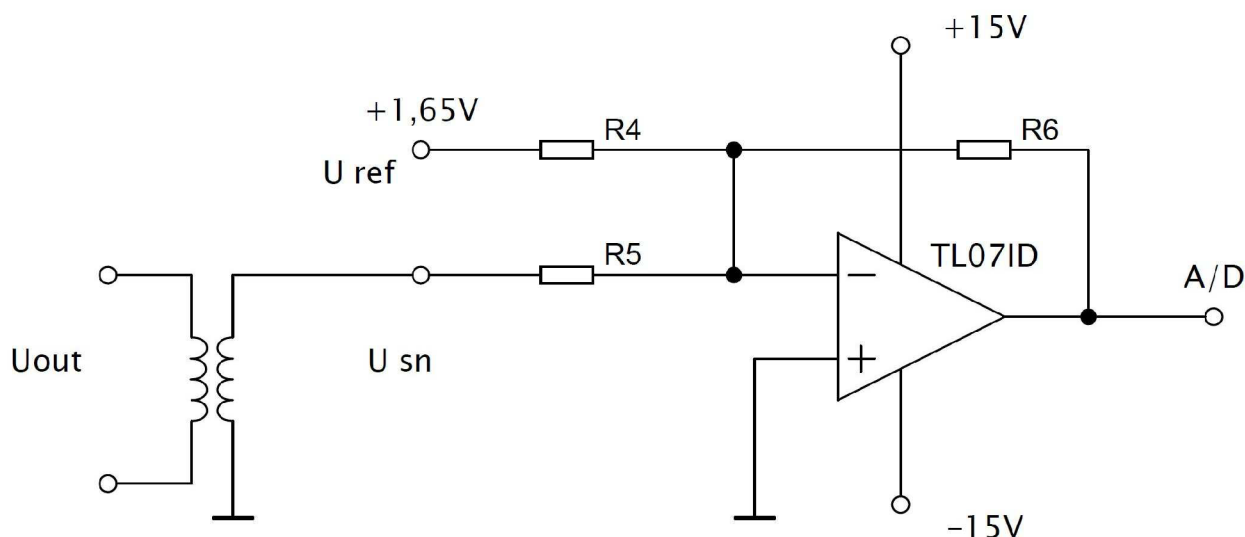 +15V
+1,65V
R4
R6
U ref
R5
TL07ID
A/D
Uout
U sn
−
+
-15V